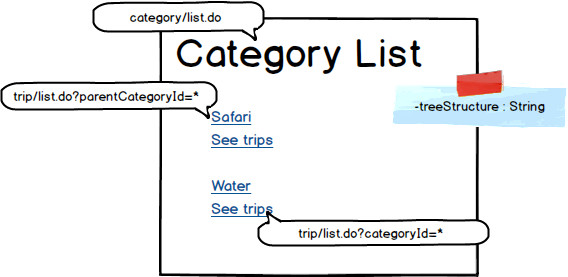 category/list.do
Category List
trip/list.do?parentCategoryId=*
-treeStructure : String
Safari
See trips
Water
See trips
trip/list.do?categoryId=*